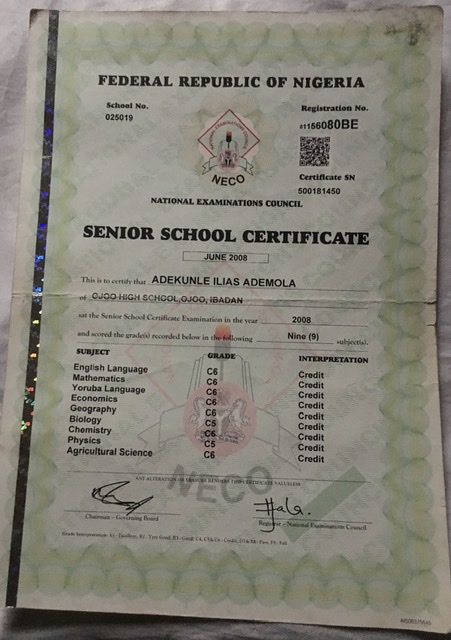 FEDERAL REPUBLIC OF NIGERIA
School No.
025019
Registration No.
#1156080BE
Certificate SN
500181450
NECO
NATIONAL EXAMINATIONS COUNCIL
SENIOR SCHOOL CERTIFICATE
JUNE 2008
This is to certify that ADEKUNLE ILIAS ADEMOLA
of OJOO HIGH SCHOOL,OJOO, IBADAN
sat the Senior School Certificate Examination in the year 2008
and scored the grade(s) recorded below in the following Nine (9) subject(s).
SUBJECT GRADE INTERPRETATION
English Language C6 Credit
Mathematics C6 Credit
Yoruba Language C6 Credit
Economics C6 Credit
Geography C6 Credit
Biology C5 Credit
Chemistry C6 Credit
Physics C5 Credit
Agricultural Science C6 Credit
NECO
ANY ALTERATION OR ERASURE RENDERS THIS CERTIFICATE VALUELESS
Chairman - Governing Board
Registrar - National Examinations Council